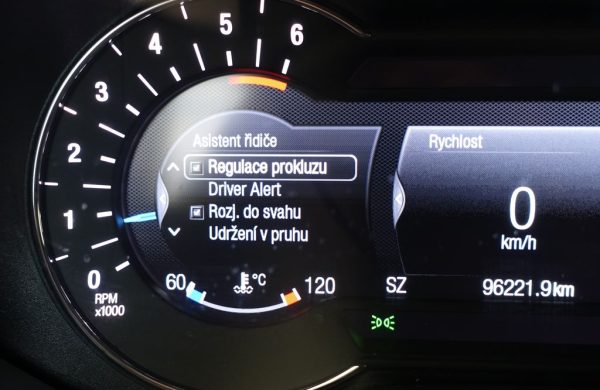 6
5
4
3
2
1
0
RPM
x1000
Asistent řidiče
Regulace prokluzu
Driver Alert
Rozj. do svahu
Udržení v pruhu
60 °C 120
Rychlost
0
km/h
SZ 96221.9km